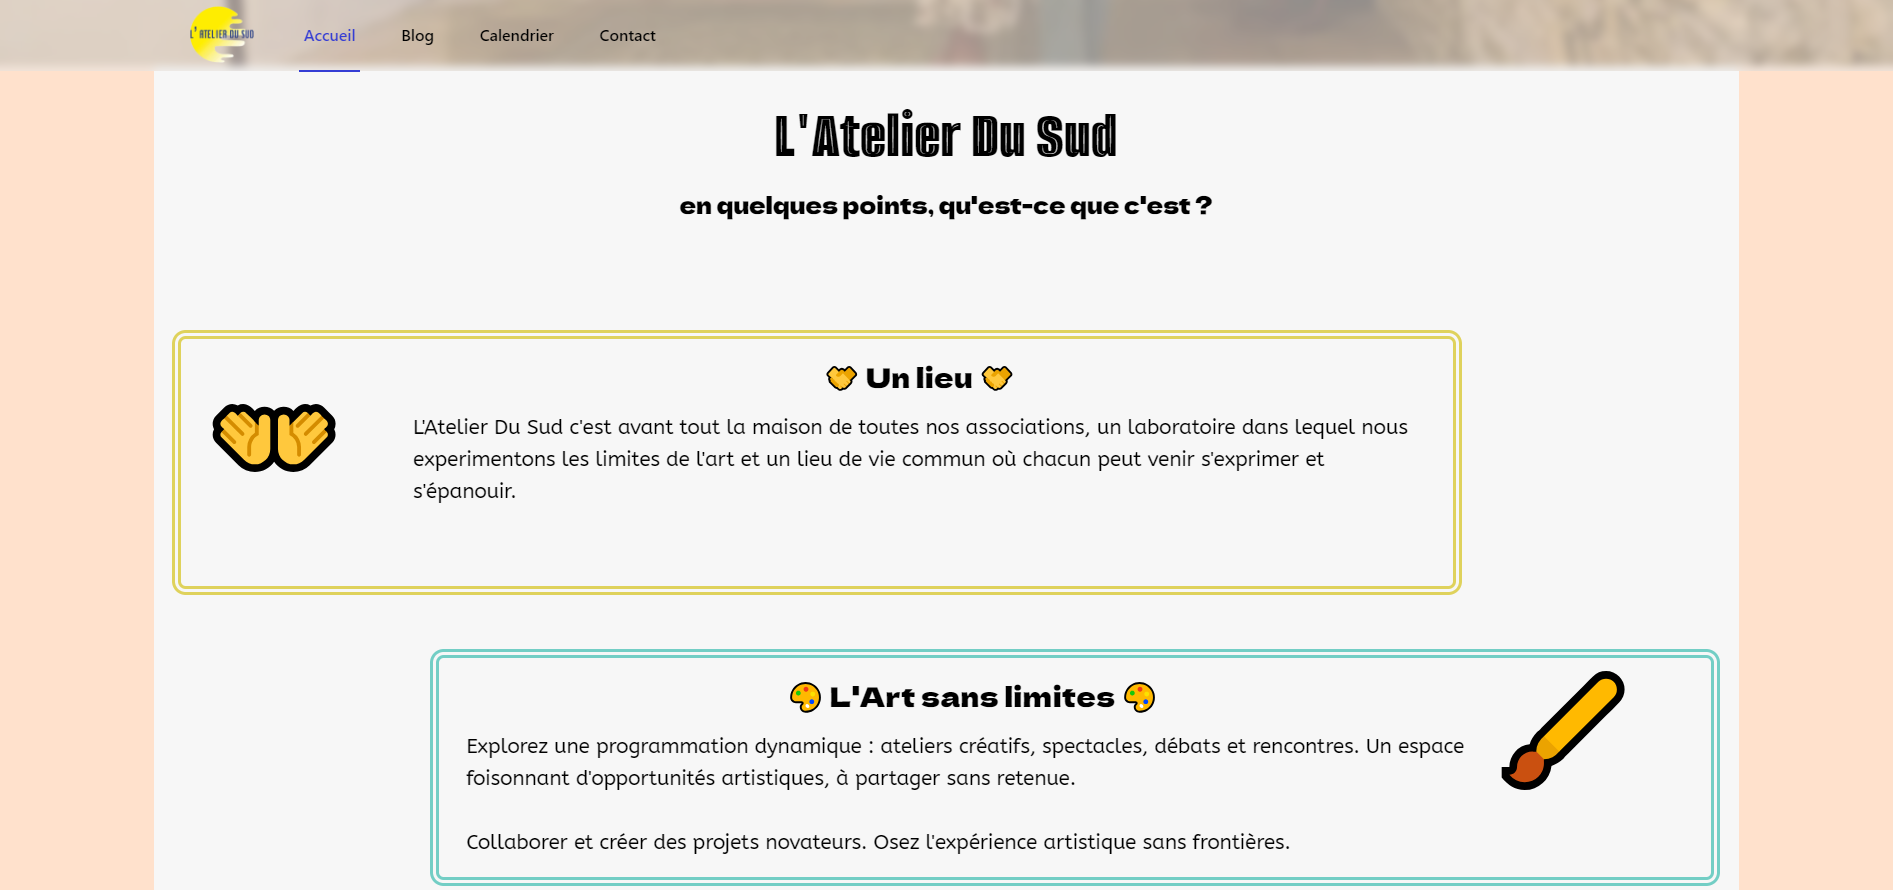 L'ATELIER DU SUD
Accueil
Blog
Calendrier
Contact
L'Atelier Du Sud
en quelques points, qu'est-ce que c'est ?
Un lieu
L'Atelier Du Sud c'est avant tout la maison de toutes nos associations, un laboratoire dans lequel nous
experimentons les limites de l'art et un lieu de vie commun où chacun peut venir s'exprimer et
s'épanouir.
L'Art sans limites
Explorez une programmation dynamique : ateliers créatifs, spectacles, débats et rencontres. Un espace
foisonnant d'opportunités artistiques, à partager sans retenue.
Collaborer et créer des projets novateurs. Osez l'expérience artistique sans frontières.